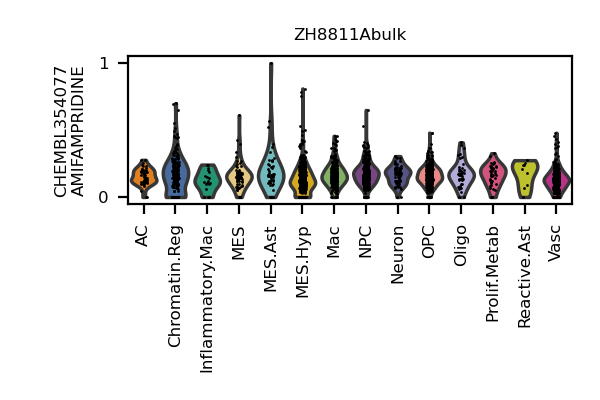 ZH8811Abulk
CHEMBL354077
AMIFAMPRIDINE
1
0
AC
Chromatin.Reg
Inflammatory.Mac
MES
MES.Ast
MES.Hyp
Mac
NPC
Neuron
OPC
Oligo
Prolif.Metab
Reactive.Ast
Vasc